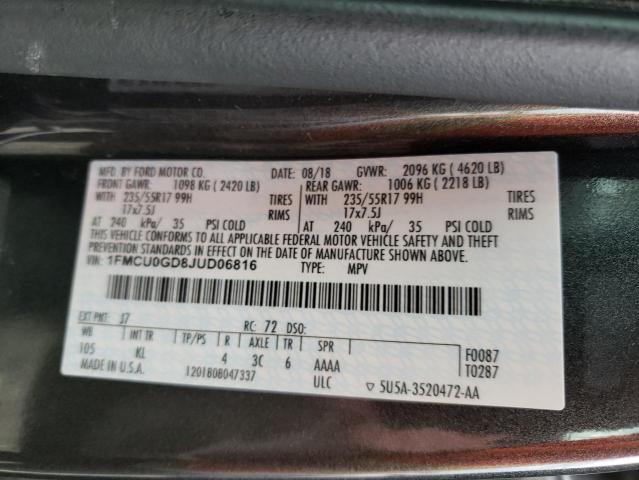 MFD. BY FORD MOTOR CO. DATE: 08/18 GVWR: 2096 KG ( 4620 LB)
FRONT GAWR: 1098 KG ( 2420 LB) REAR GAWR: 1006 KG ( 2218 LB)
235/55R17 99H TIRES 235/55R17 99H TIRES
17x7.5J RIMS 17x7.5J RIMS
AT 240 kPa/ 35 PSI COLD AT 240 kPa/ 35 PSI COLD
THIS VEHICLE CONFORMS TO ALL APPLICABLE FEDERAL MOTOR VEHICLE SAFETY AND THEFT
PREVENTION STANDARDS IN EFFECT ON THE DATE OF MANUFACTURE SHOWN ABOVE.
VIN: 1FMCU0GD8JUD06816 TYPE: MPV
EXT PNT: J7 RC: 72 DSO:
WB INT TR TP/PS R AXLE TR SPR F0087
105 KL 4 3C 6 AAAA T0287
MADE IN U.S.A. 1201808047337 ULC ▽ 5U5A-3520472-AA